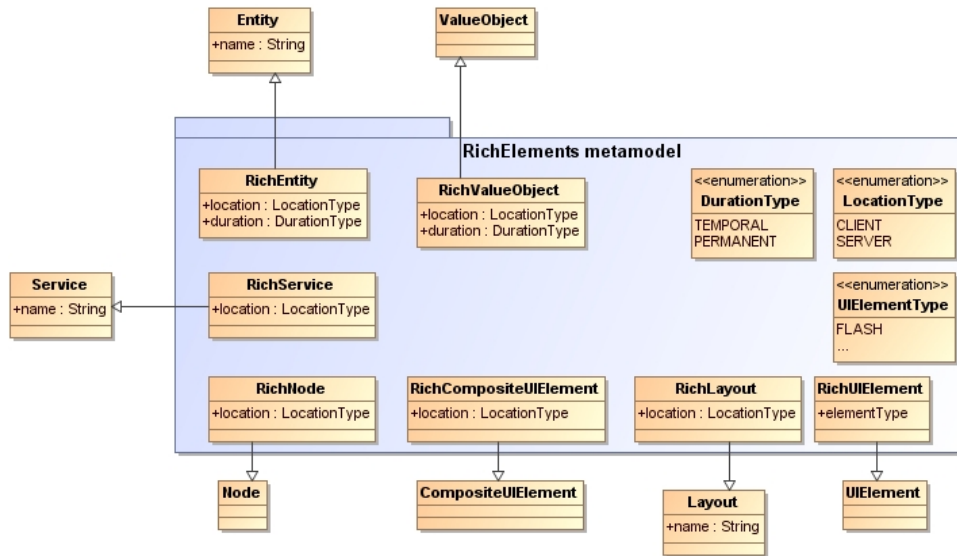 Entity
+name : String
ValueObject
RichElements metamodel
RichEntity
+location : LocationType
+duration : DurationType
RichValueObject
+location : LocationType
+duration : DurationType
<<enumeration>>
DurationType
TEMPORAL
PERMANENT
<<enumeration>>
LocationType
CLIENT
SERVER
Service
+name : String
RichService
+location : LocationType
<<enumeration>>
UIElementType
FLASH
...
RichNode
+location : LocationType
RichCompositeUIElement
+location : LocationType
RichLayout
+location : LocationType
RichUIElement
+elementType
Node
CompositeUIElement
Layout
+name : String
UIElement